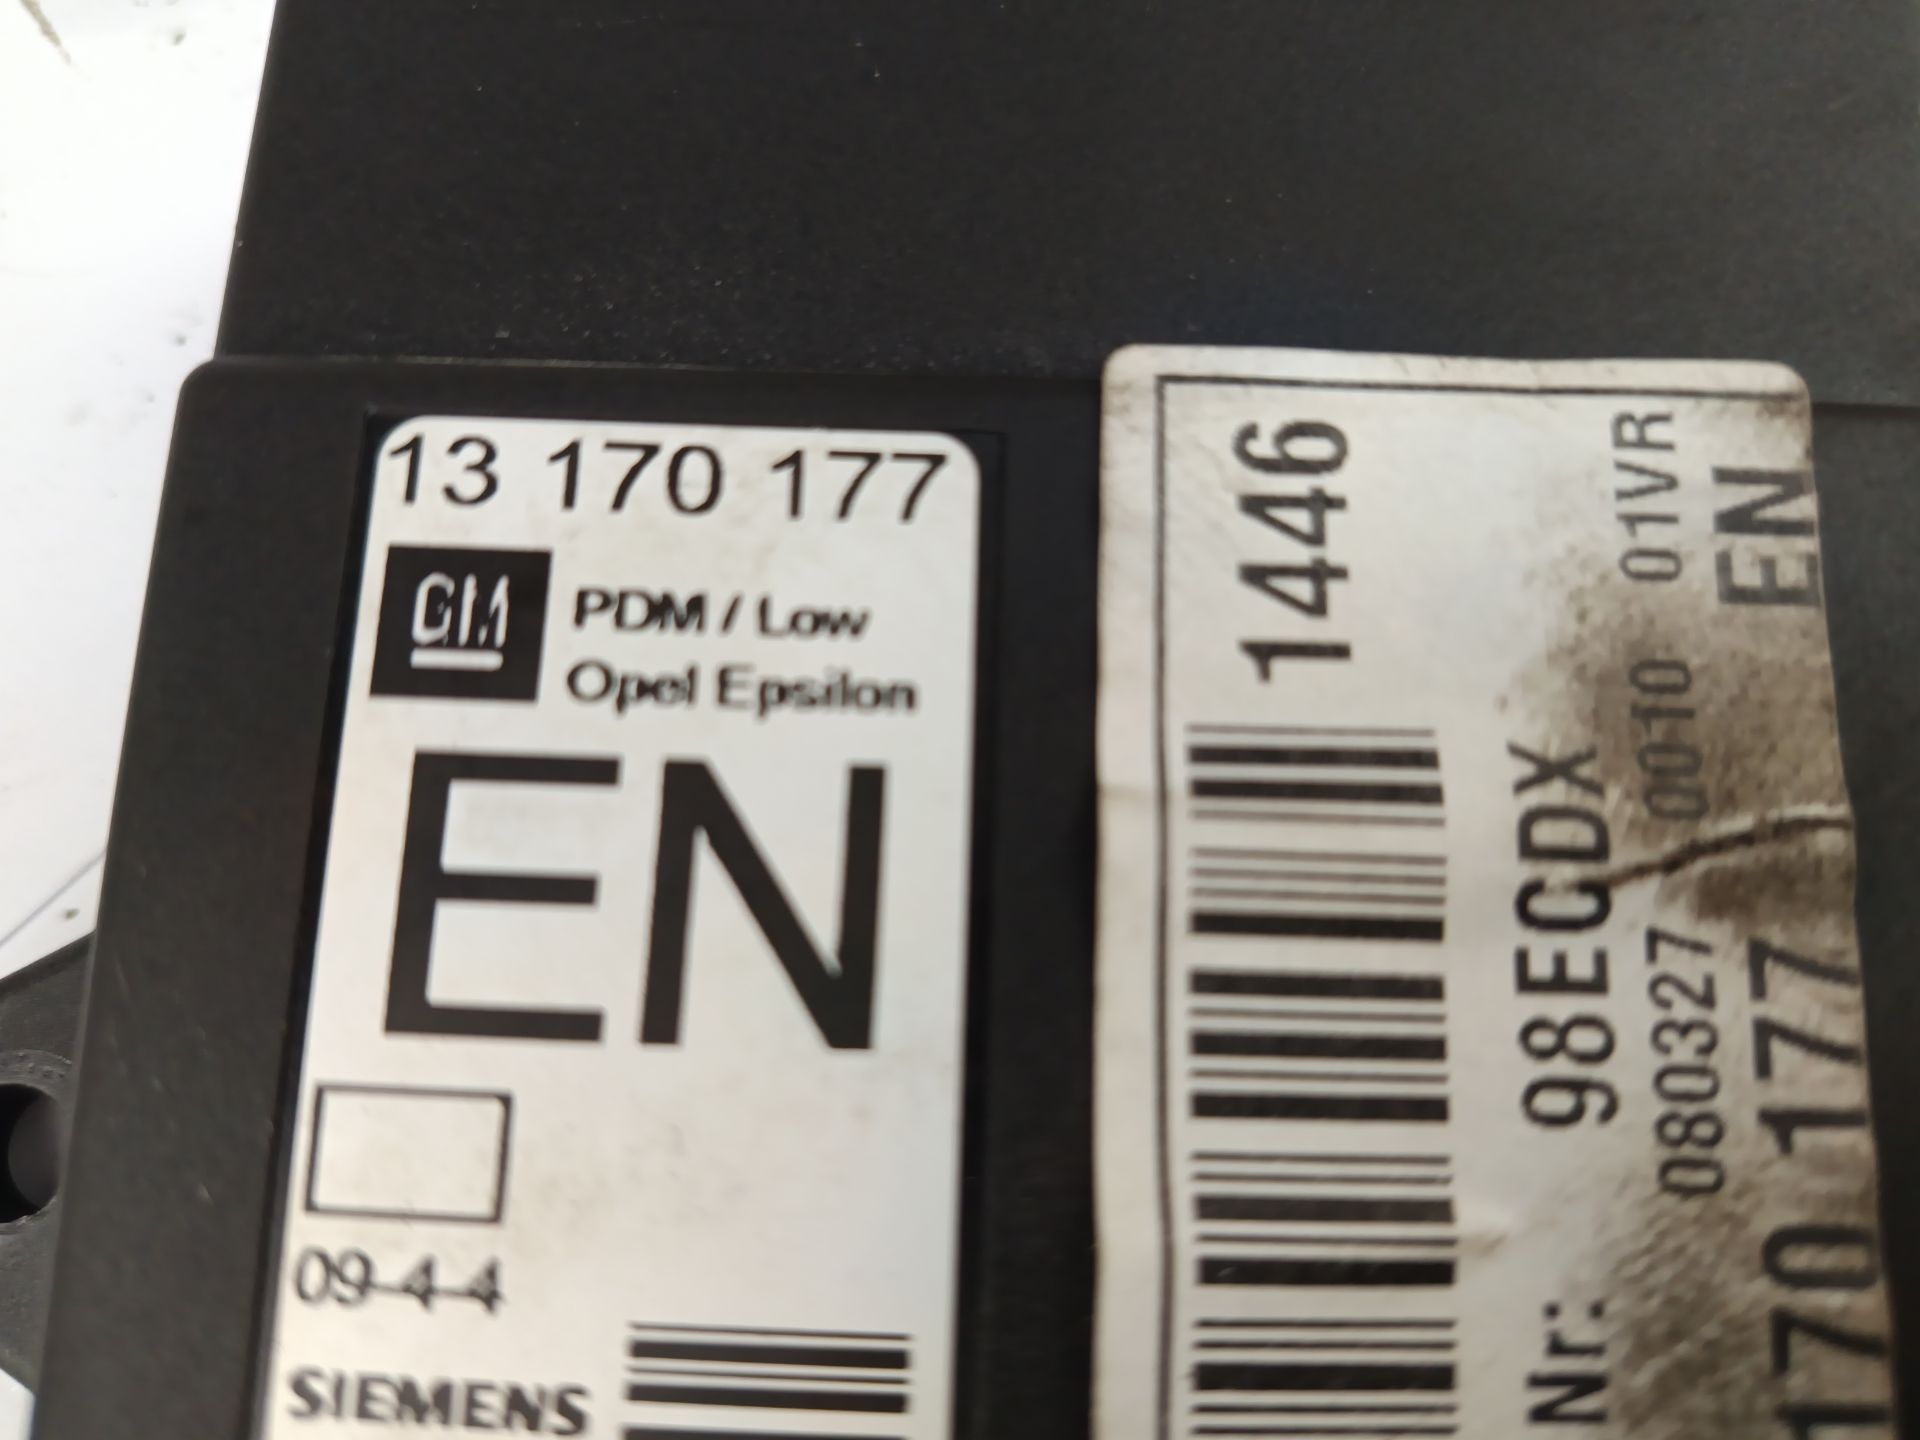 13 170 177
GM
PDM / Low
Opel Epsilon
EN
09-4-4
SIEMENS
1446
Nr: 98ECDX
080327 0010 01VR
170 177 EN